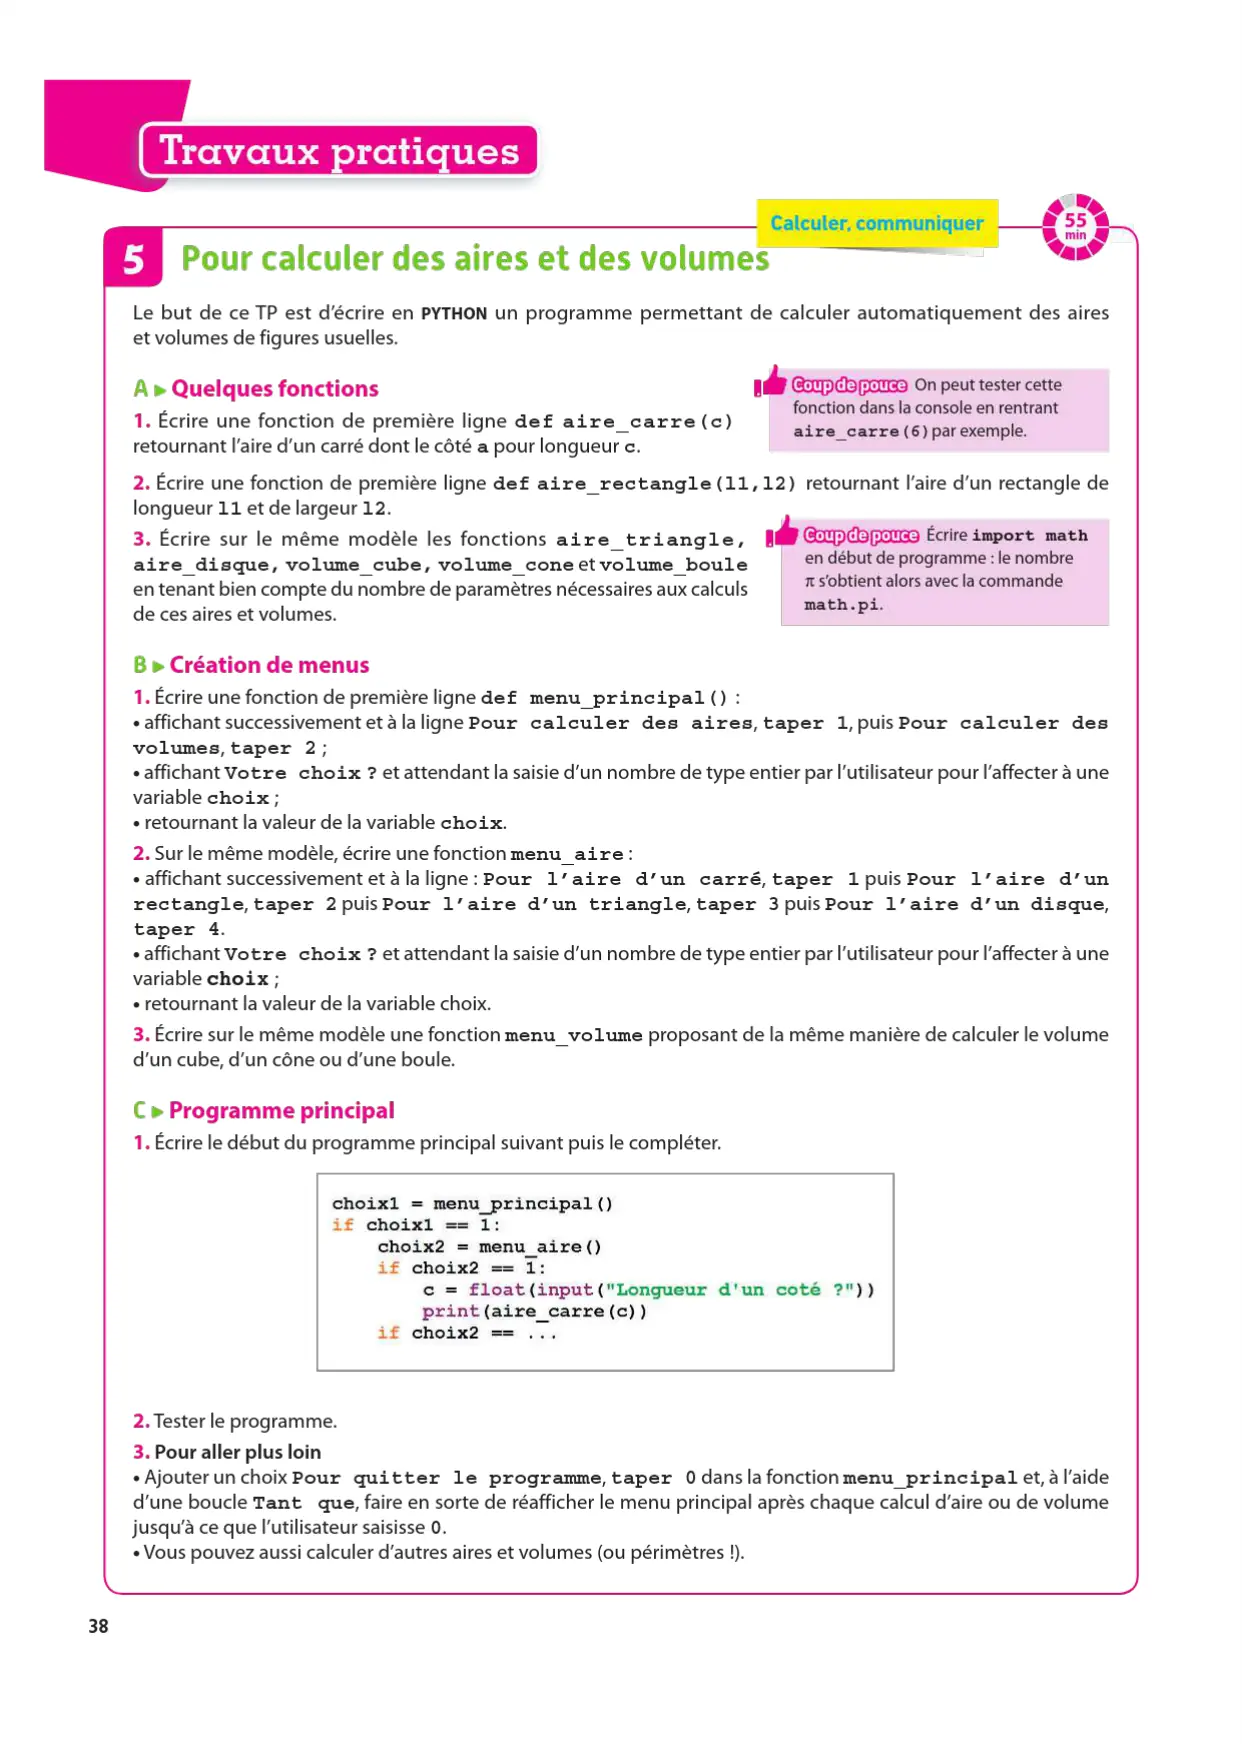 Travaux pratiques
Calculer, communiquer
55
min
5
Pour calculer des aires et des volumes
Le but de ce TP est d’écrire en PYTHON un programme permettant de calculer automatiquement des aires
et volumes de figures usuelles.
A ▸ Quelques fonctions
1. Écrire une fonction de première ligne def aire_carre(c)
retournant l’aire d’un carré dont le côté a pour longueur c.
Coup de pouce On peut tester cette
fonction dans la console en rentrant
aire_carre(6) par exemple.
2. Écrire une fonction de première ligne def aire_rectangle(l1,l2) retournant l’aire d’un rectangle de
longueur l1 et de largeur l2.
3. Écrire sur le même modèle les fonctions aire_triangle,
aire_disque, volume_cube, volume_cone et volume_boule
en tenant bien compte du nombre de paramètres nécessaires aux calculs
de ces aires et volumes.
Coup de pouce Écrire import math
en début de programme : le nombre
π s’obtient alors avec la commande
math.pi.
B ▸ Création de menus
1. Écrire une fonction de première ligne def menu_principal() :
• affichant successivement et à la ligne Pour calculer des aires, taper 1, puis Pour calculer des
volumes, taper 2 ;
• affichant Votre choix ? et attendant la saisie d’un nombre de type entier par l’utilisateur pour l’affecter à une
variable choix ;
• retournant la valeur de la variable choix.
2. Sur le même modèle, écrire une fonction menu_aire :
• affichant successivement et à la ligne : Pour l’aire d’un carré, taper 1 puis Pour l’aire d’un
rectangle, taper 2 puis Pour l’aire d’un triangle, taper 3 puis Pour l’aire d’un disque,
taper 4.
• affichant Votre choix ? et attendant la saisie d’un nombre de type entier par l’utilisateur pour l’affecter à une
variable choix ;
• retournant la valeur de la variable choix.
3. Écrire sur le même modèle une fonction menu_volume proposant de la même manière de calculer le volume
d’un cube, d’un cône ou d’une boule.
C ▸ Programme principal
1. Écrire le début du programme principal suivant puis le compléter.
choix1 = menu_principal()
if choix1 == 1:
    choix2 = menu_aire()
    if choix2 == 1:
        c = float(input("Longueur d'un coté ?"))
        print(aire_carre(c))
    if choix2 == ...
2. Tester le programme.
3. Pour aller plus loin
• Ajouter un choix Pour quitter le programme, taper 0 dans la fonction menu_principal et, à l’aide
d’une boucle Tant que, faire en sorte de réafficher le menu principal après chaque calcul d’aire ou de volume
jusqu’à ce que l’utilisateur saisisse 0.
• Vous pouvez aussi calculer d’autres aires et volumes (ou périmètres !).
38